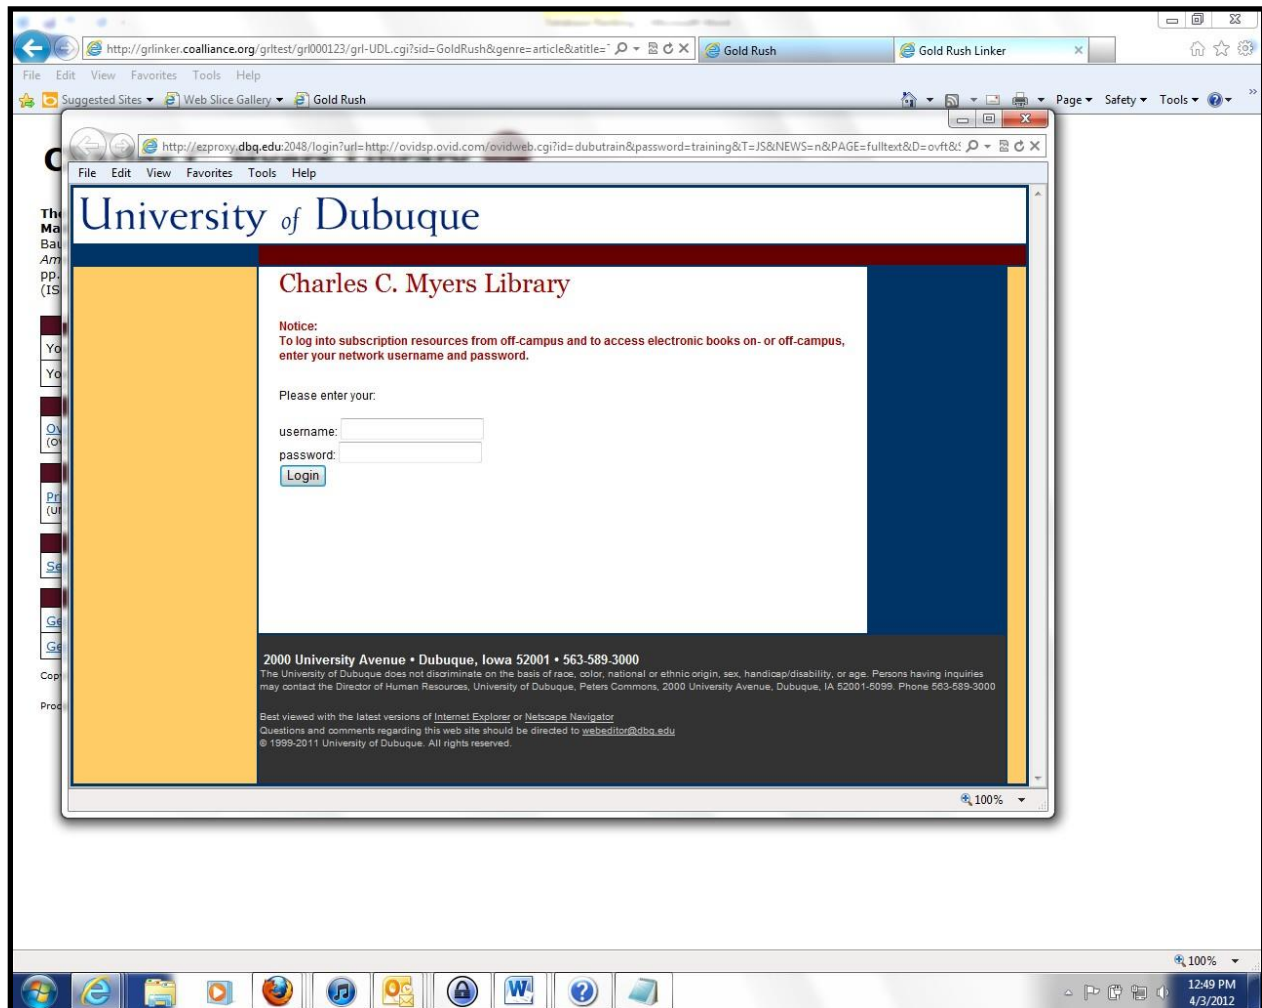 http://grlinker.coalliance.org/grltest/grl000123/grl-UDL.cgi?sid=GoldRush&genre=article&atitle=
Gold Rush
Gold Rush Linker
File Edit View Favorites Tools Help
Suggested Sites Web Slice Gallery Gold Rush
Page Safety Tools
http://ezproxy.dbq.edu:2048/login?url=http://ovidsp.ovid.com/ovidweb.cgi?id=dubutrain&password=training&T=JS&NEWS=n&PAGE=fulltext&D=ovft&
File Edit View Favorites Tools Help
University of Dubuque
Charles C. Myers Library
Notice:
To log into subscription resources from off-campus and to access electronic books on- or off-campus,
enter your network username and password.
Please enter your:
username:
password:
Login
2000 University Avenue • Dubuque, Iowa 52001 • 563-589-3000
The University of Dubuque does not discriminate on the basis of race, color, national or ethnic origin, sex, handicap/disability, or age. Persons having inquiries
may contact the Director of Human Resources, University of Dubuque, Peters Commons, 2000 University Avenue, Dubuque, IA 52001-5099. Phone 563-589-3000
Best viewed with the latest versions of Internet Explorer or Netscape Navigator
Questions and comments regarding this web site should be directed to webeditor@dbq.edu
© 1999-2011 University of Dubuque. All rights reserved.
100%
100%
12:49 PM
4/3/2012